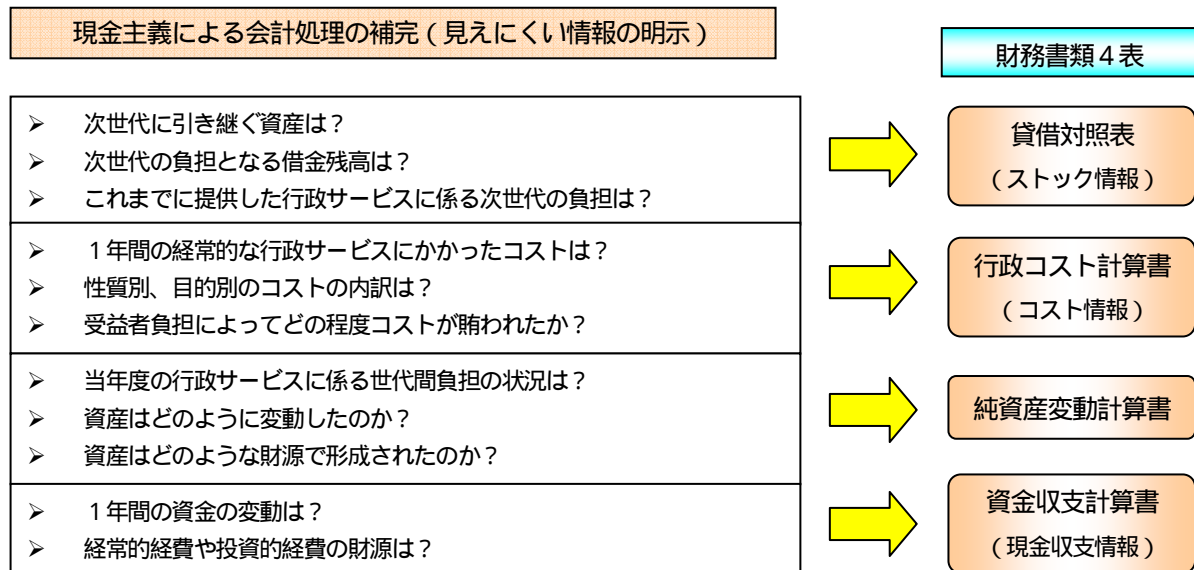 現金主義による会計処理の補完（見えにくい情報の明示）
財務書類４表
➢ 次世代に引き継ぐ資産は？
➢ 次世代の負担となる借金残高は？
➢ これまでに提供した行政サービスに係る次世代の負担は？
貸借対照表
（ストック情報）
➢ １年間の経常的な行政サービスにかかったコストは？
➢ 性質別、目的別のコストの内訳は？
➢ 受益者負担によってどの程度コストが賄われたか？
行政コスト計算書
（コスト情報）
➢ 当年度の行政サービスに係る世代間負担の状況は？
➢ 資産はどのように変動したのか？
➢ 資産はどのような財源で形成されたのか？
純資産変動計算書
➢ １年間の資金の変動は？
➢ 経常的経費や投資的経費の財源は？
資金収支計算書
（現金収支情報）